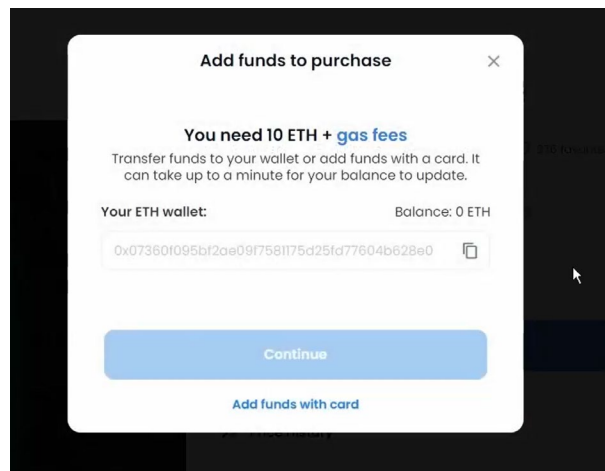 Add funds to purchase
You need 10 ETH + gas fees
Transfer funds to your wallet or add funds with a card. It
can take up to a minute for your balance to update.
Your ETH wallet: Balance: 0 ETH
0x07360f095bf2ae09f7581175d25fd77604b628e0
Continue
Add funds with card